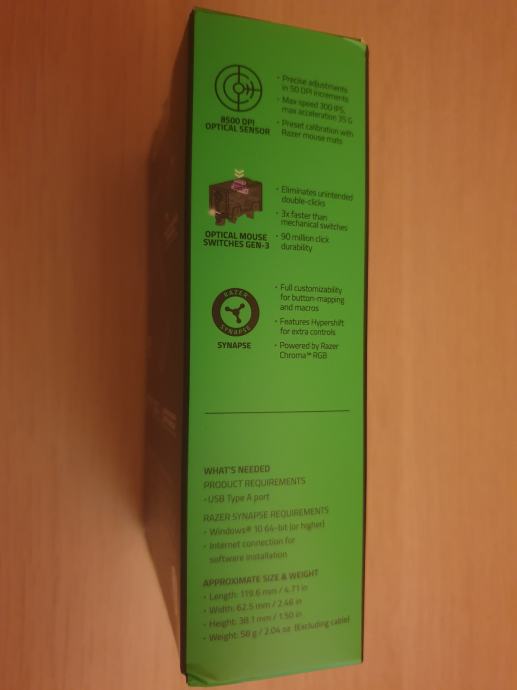 8500 DPI
OPTICAL SENSOR
· Precise adjustments
in 50 DPI increments
· Max speed 300 IPS,
max acceleration 35 G
· Preset calibration with
Razer mouse mats
OPTICAL MOUSE
SWITCHES GEN-3
· Eliminates unintended
double-clicks
· 3x faster than
mechanical switches
· 90 million click
durability
RAZER
SYNAPSE
SYNAPSE
· Full customizability
for button-mapping
and macros
· Features Hypershift
for extra controls
· Powered by Razer
Chroma™ RGB
WHAT'S NEEDED
PRODUCT REQUIREMENTS
· USB Type A port
RAZER SYNAPSE REQUIREMENTS
· Windows® 10 64-bit (or higher)
· Internet connection for
software installation
APPROXIMATE SIZE & WEIGHT
· Length: 119.6 mm / 4.71 in
· Width: 62.5 mm / 2.46 in
· Height: 38.1 mm / 1.50 in
· Weight: 58 g / 2.04 oz (Excluding cable)